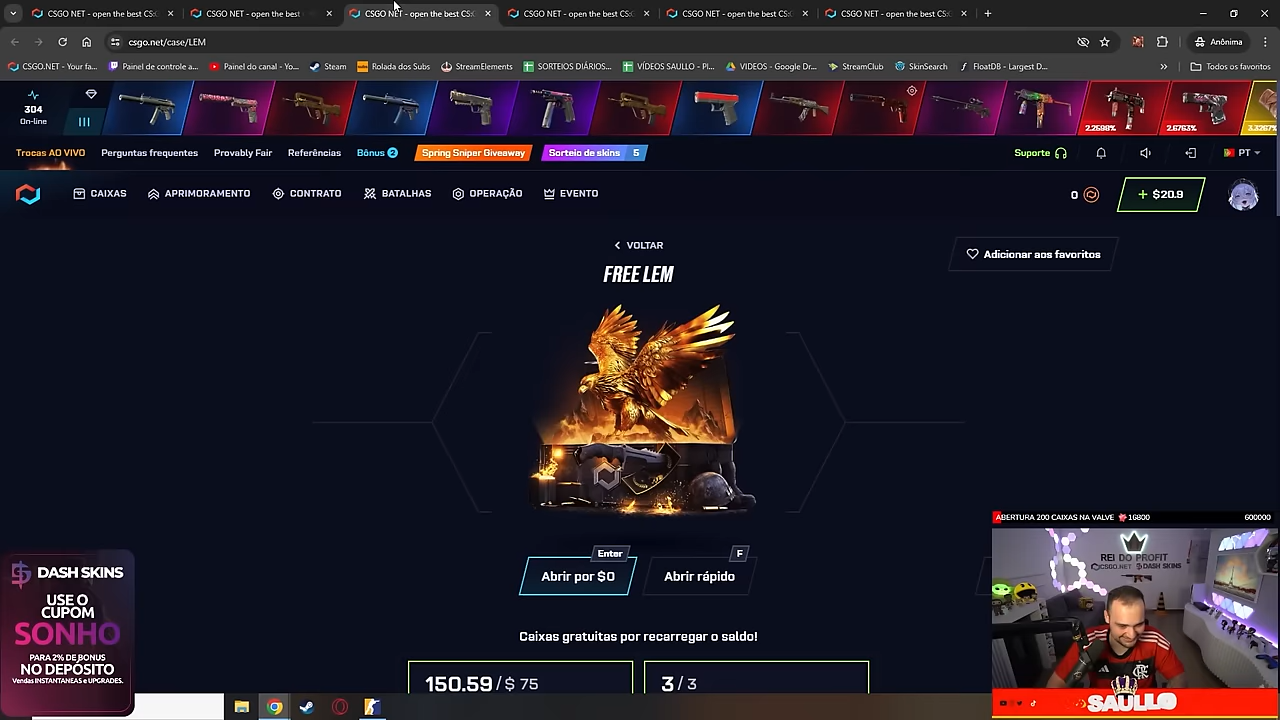 CSGO NET - open the best CS:
CSGO NET - open the best
CSGO NET - open the best CS:
CSGO NET - open the best CS:
CSGO NET - open the best CS:
CSGO NET - open the best CS:
csgo.net/case/LEM
Anônima
CSGO.NET - Your fa...
Painel de controle a...
Painel do canal - Yo...
Steam
Rolada dos Subs
StreamElements
SORTEIOS DIÁRIOS...
VÍDEOS SAULLO - Pl...
VIDEOS - Google Dr...
StreamClub
SkinSearch
FloatDB - Largest D...
Todos os favoritos
304
On-line
2.2598%
2.6763%
3.3267%
Trocas AO VIVO
Perguntas frequentes
Provably Fair
Referências
Bônus 2
Spring Sniper Giveaway
Sorteio de skins 5
Suporte
PT
CAIXAS
APRIMORAMENTO
CONTRATO
BATALHAS
OPERAÇÃO
EVENTO
0
+ $20.9
VOLTAR
FREE LEM
Adicionar aos favoritos
Enter
F
Abrir por $0
Abrir rápido
Caixas gratuitas por recarregar o saldo!
150.59 / $ 75
3 / 3
DASH SKINS
USE O
CUPOM
SONHO
PARA 2% DE BONUS
NO DEPÓSITO
Vendas INSTANTANEAS e UPGRADES.
ABERTURA 200 CAIXAS NA VALVE 16800
600000
REI DO PROFIT
CSGO.NET DASH SKINS
SAULLO